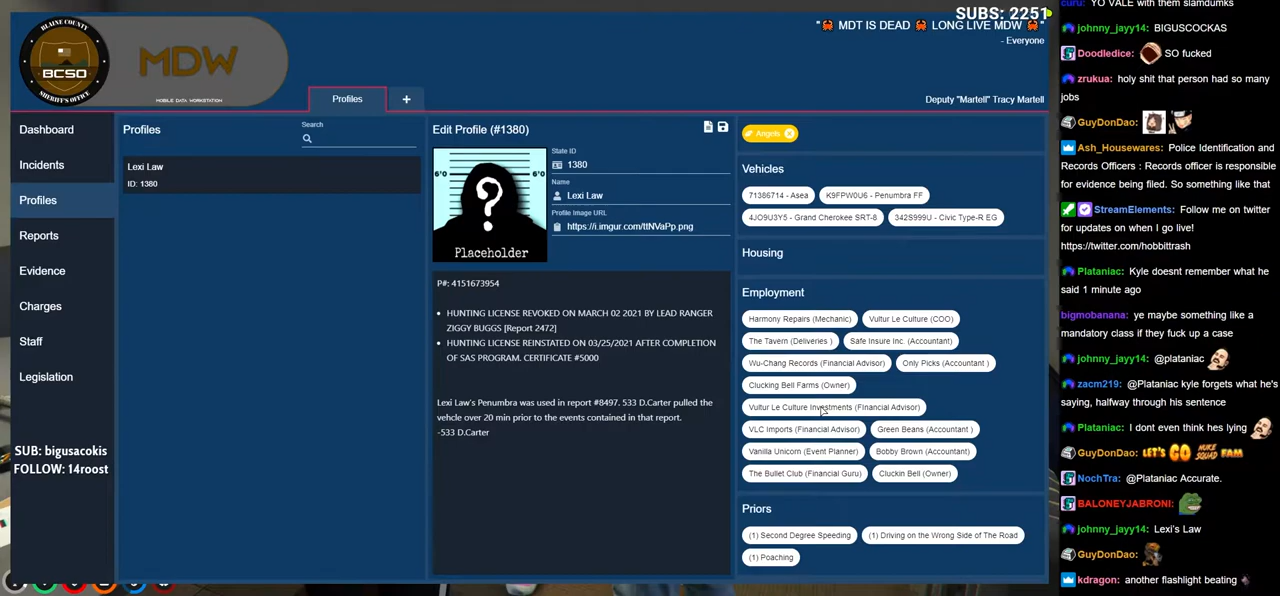 SUBS: 2251
" 🦀 MDT IS DEAD 🦀 LONG LIVE MDW 🦀 "
- Everyone
BLAINE COUNTY
BCSO
SHERIFF'S OFFICE
MDW
MOBILE DATA WORKSTATION
Profiles
+
Deputy "Martell" Tracy Martell
Dashboard
Incidents
Profiles
Reports
Evidence
Charges
Staff
Legislation
SUB: bigusacokis
FOLLOW: 14roost
Profiles
Search
Lexi Law
ID: 1380
Edit Profile (#1380)
6'0 6'0
Placeholder
State ID
1380
Name
Lexi Law
Profile Image URL
https://i.imgur.com/tINVaPp.png
P#: 4151673954
• HUNTING LICENSE REVOKED ON MARCH 02 2021 BY LEAD RANGER
ZIGGY BUGGS [Report 2472]
• HUNTING LICENSE REINSTATED ON 03/25/2021 AFTER COMPLETION
OF SAS PROGRAM. CERTIFICATE #5000
Lexi Law's Penumbra was used in report #8497. 533 D.Carter pulled the
vehcle over 20 min prior to the events contained in that report.
-533 D.Carter
Angels
Vehicles
71386714 - Asea K9FPW0U6 - Penumbra FF
4JO9U3Y5 - Grand Cherokee SRT-8 342S999U - Civic Type-R EG
Housing
Employment
Harmony Repairs (Mechanic) Vultur Le Culture (COO)
The Tavern (Deliveries ) Safe Insure Inc. (Accountant)
Wu-Chang Records (Financial Advisor) Only Picks (Accountant )
Clucking Bell Farms (Owner)
Vultur Le Culture Investments (Financial Advisor)
VLC Imports (Financial Advisor) Green Beans (Accountant )
Vanilla Unicorn (Event Planner) Bobby Brown (Accountant)
The Bullet Club (Financial Guru) Cluckin Bell (Owner)
Priors
(1) Second Degree Speeding (1) Driving on the Wrong Side of The Road
(1) Poaching
curu: YO VALE with them slamdumks
johnny_jayy14: BIGUSCOCKAS
Doodledice: SO fucked
zrukua: holy shit that person had so many
jobs
GuyDonDao:
Ash_Housewares: Police Identification and
Records Officers : Records officer is responsible
for evidence being filed. So something like that
StreamElements: Follow me on twitter
for updates on when I go live!
https://twitter.com/hobbittrash
Plataniac: Kyle doesnt remember what he
said 1 minute ago
bigmobanana: ye maybe something like a
mandatory class if they fuck up a case
johnny_jayy14: @plataniac
zacm219: @Plataniac kyle forgets what he's
saying, halfway through his sentence
Plataniac: I dont even think hes lying
GuyDonDao: LET'S GO NUKE SQUAD FAM
NochTra: @Plataniac Accurate.
BALONEYJABRONI:
johnny_jayy14: Lexi's Law
GuyDonDao:
kdragon: another flashlight beating